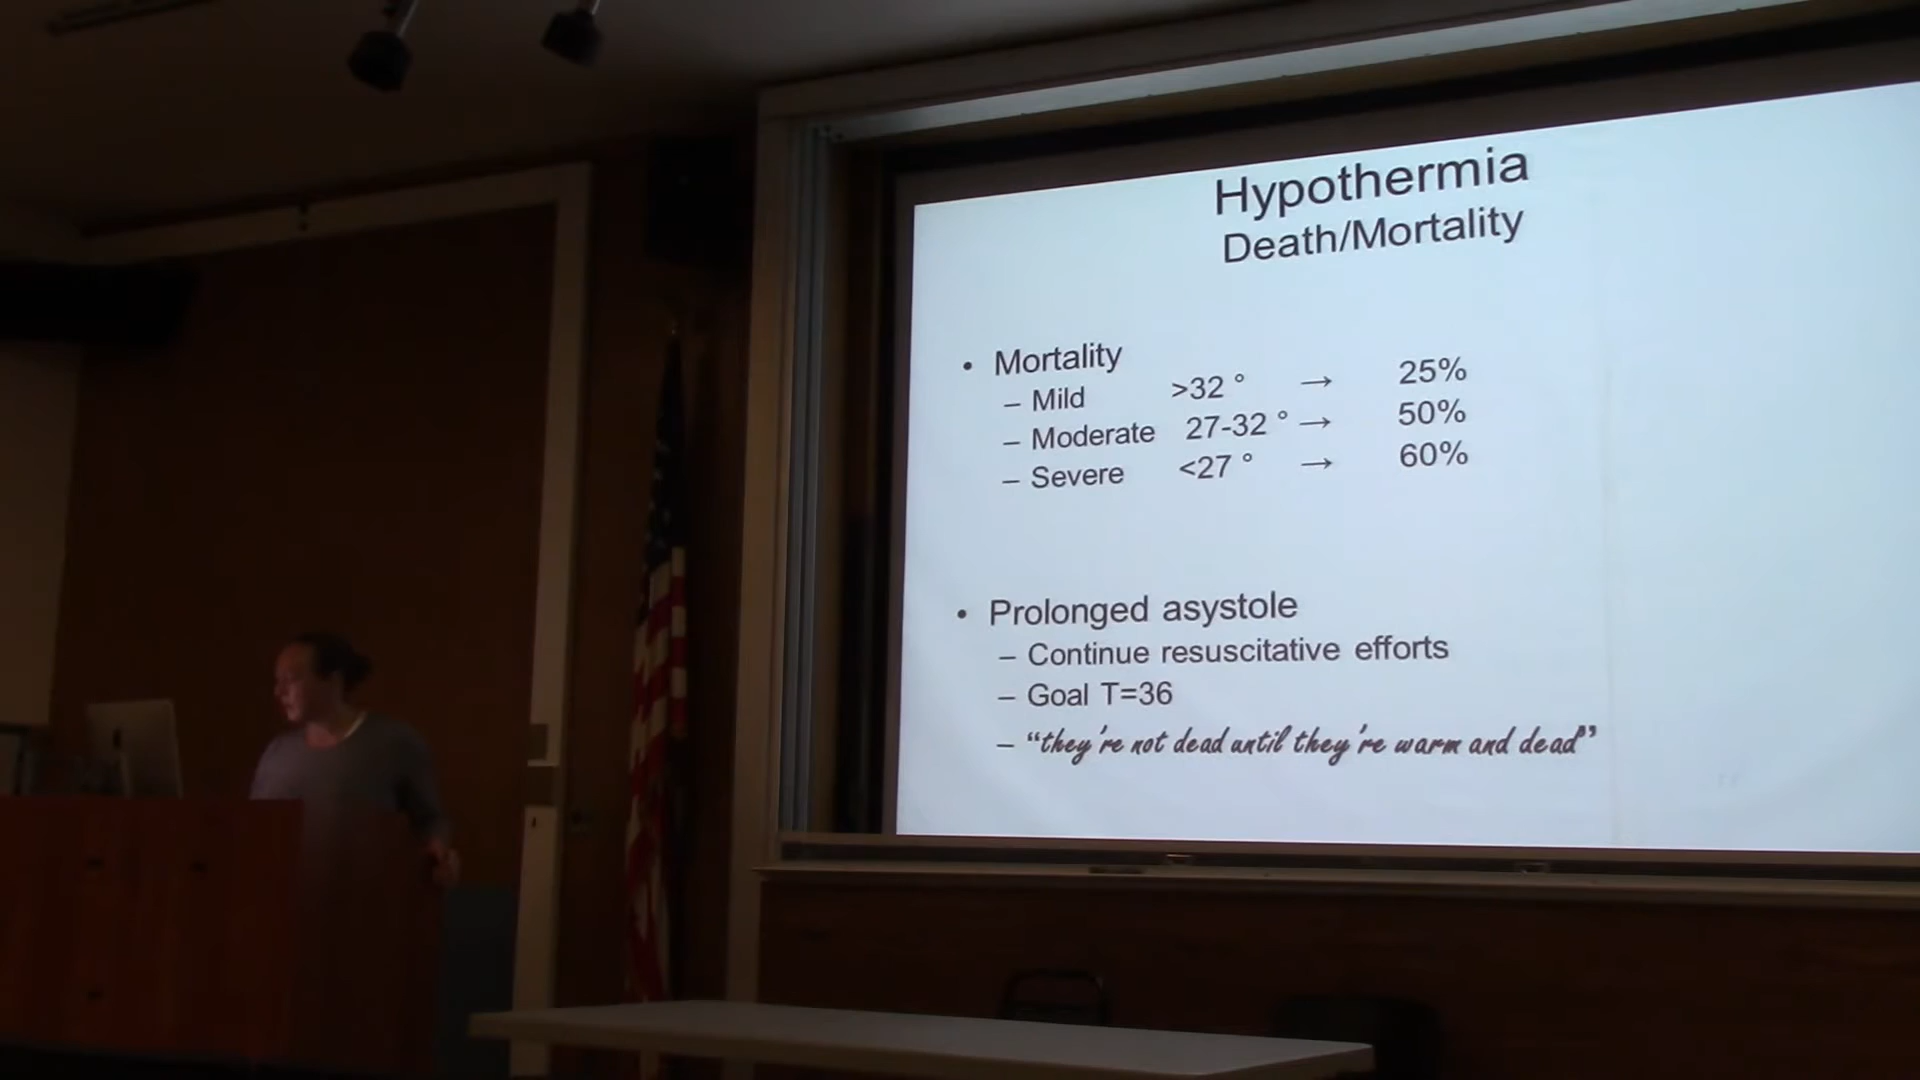 Hypothermia
Death/Mortality
• Mortality
– Mild >32 ° → 25%
– Moderate 27-32 ° → 50%
– Severe <27 ° → 60%
• Prolonged asystole
– Continue resuscitative efforts
– Goal T=36
– “they’re not dead until they’re warm and dead”